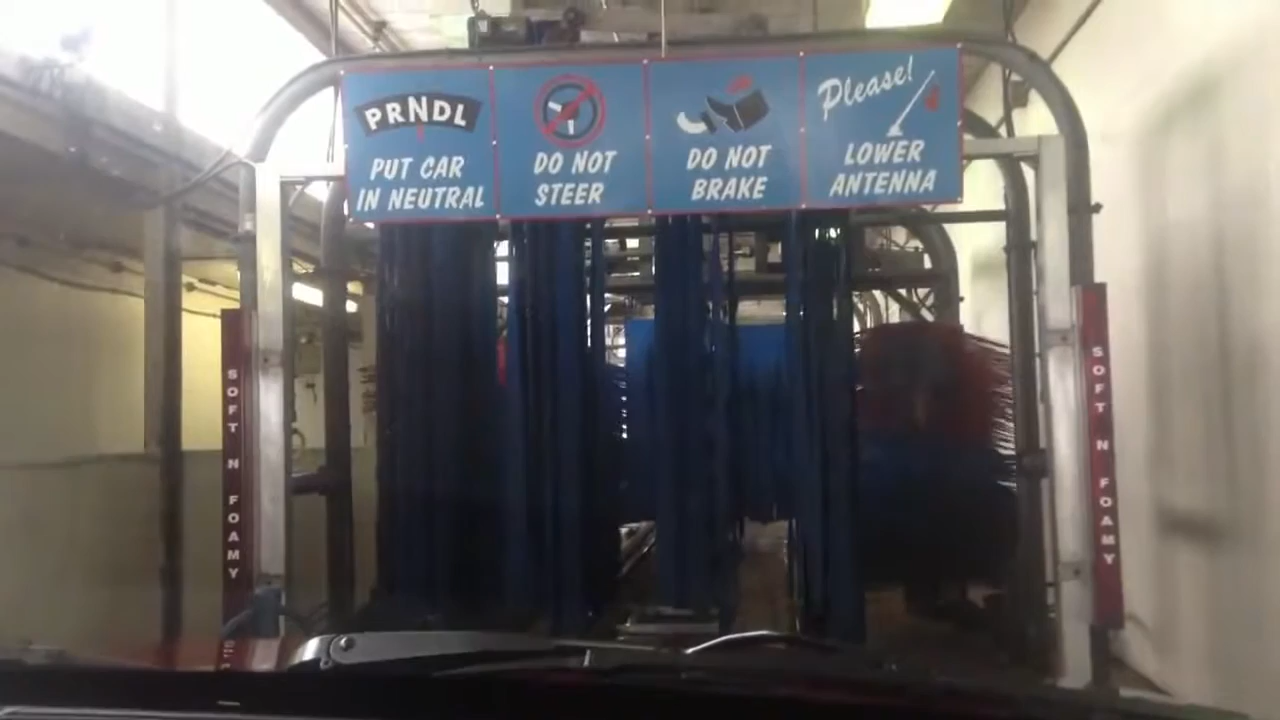 PRNDL
PUT CAR
IN NEUTRAL
DO NOT
STEER
DO NOT
BRAKE
Please!
LOWER
ANTENNA
SOFT N FOAMY
SOFT N FOAMY